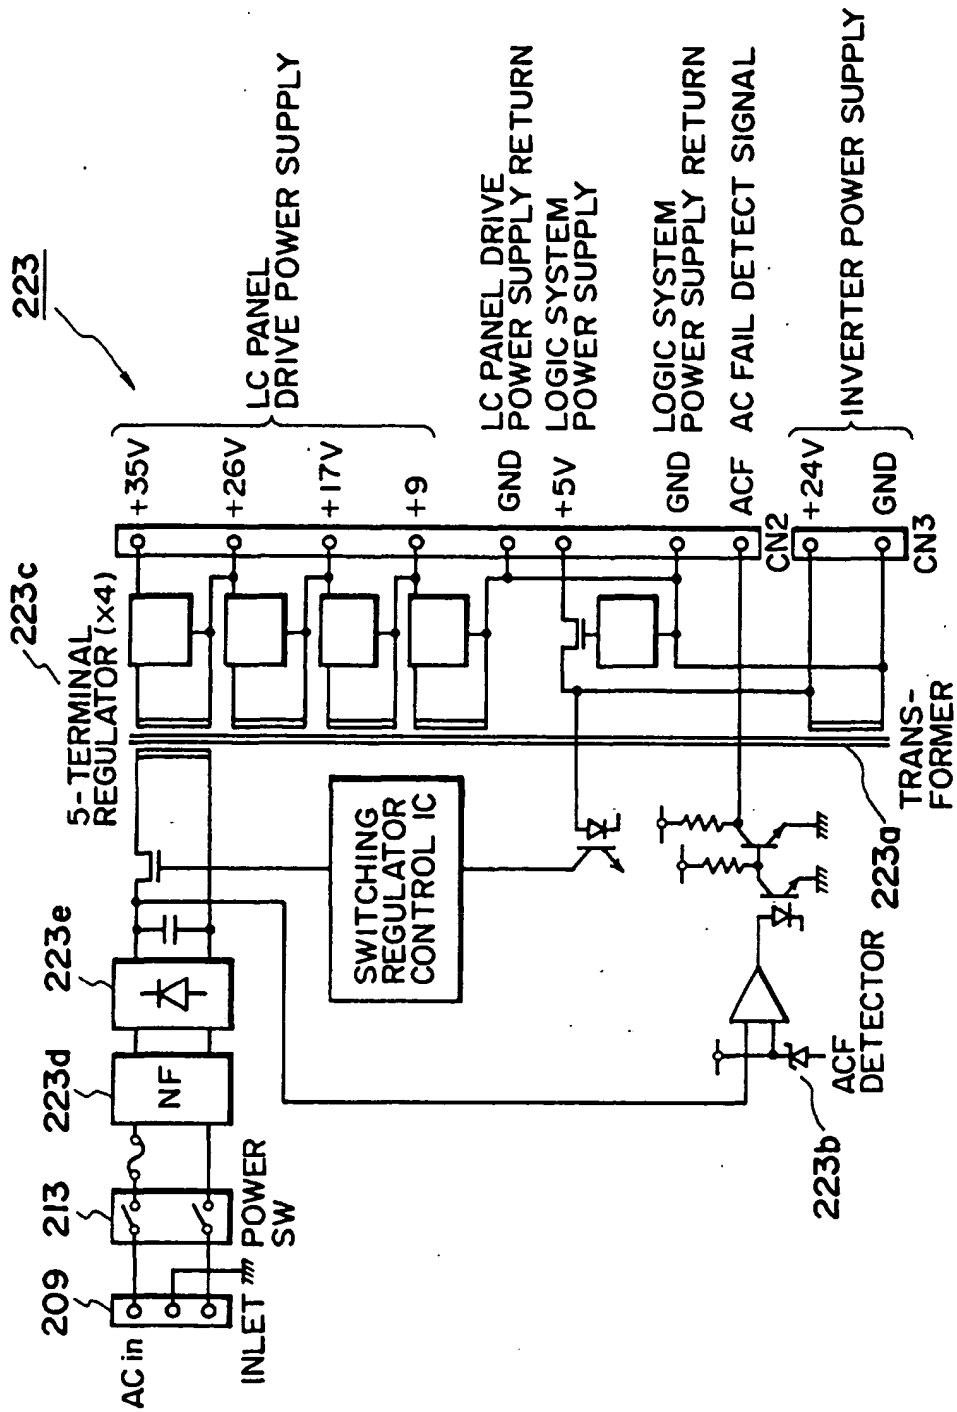 223
209
AC in
INLET
213
POWER
SW
223d
NF
223e
SWITCHING
REGULATOR
CONTROL IC
223b
ACF
DETECTOR
223a
TRANS-
FORMER
223c
5-TERMINAL
REGULATOR (x4)
+35V
+26V
+17V
+9
LC PANEL
DRIVE POWER SUPPLY
GND
LC PANEL DRIVE
POWER SUPPLY RETURN
+5V
LOGIC SYSTEM
POWER SUPPLY
GND
LOGIC SYSTEM
POWER SUPPLY RETURN
ACF
AC FAIL DETECT SIGNAL
CN2
+24V
GND
INVERTER POWER SUPPLY
CN3